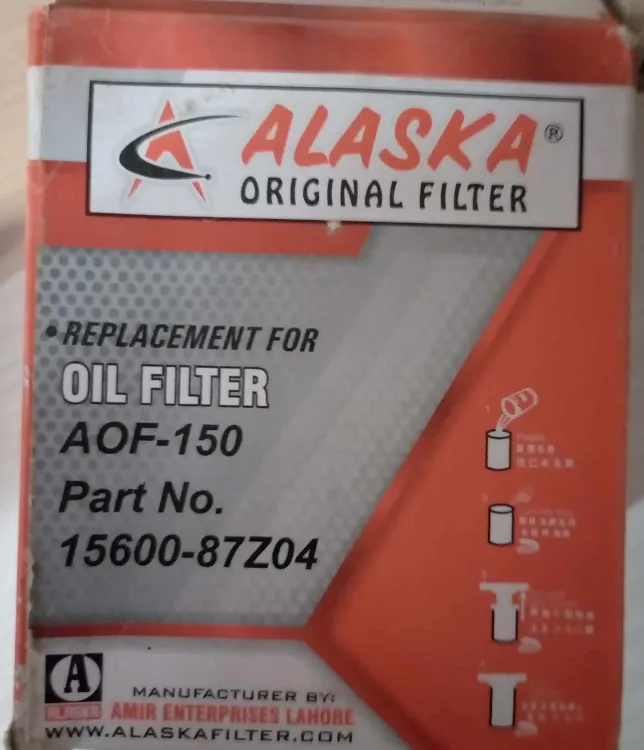 ALASKA®
ORIGINAL FILTER
• REPLACEMENT FOR
OIL FILTER
AOF-150
Part No.
15600-87Z04
A
MANUFACTURER BY:
AMIR ENTERPRISES LAHORE
WWW.ALASKAFILTER.COM